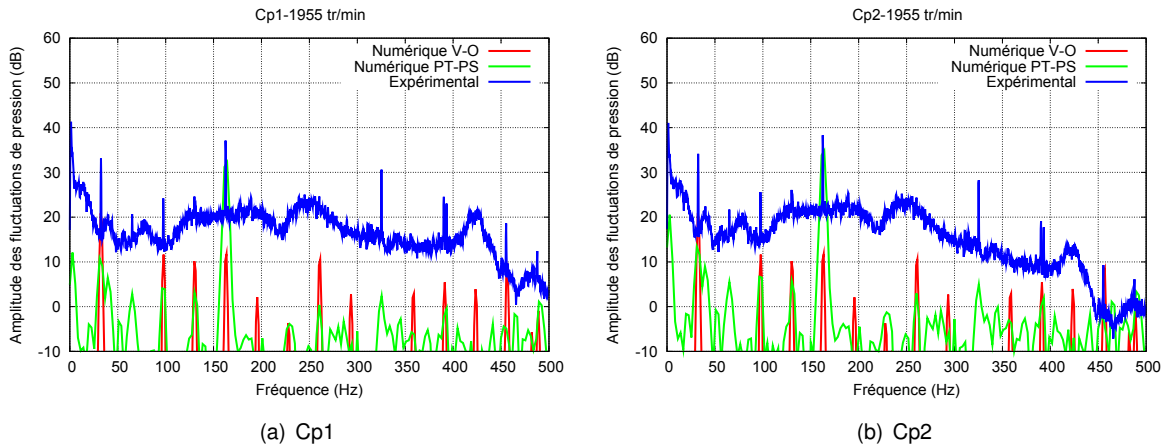 Cp1-1955 tr/min
Amplitude des fluctuations de pression (dB)
60
50
40
30
20
10
0
-10
Numérique V-O
Numérique PT-PS
Expérimental
0 50 100 150 200 250 300 350 400 450 500
Fréquence (Hz)
(a) Cp1
Cp2-1955 tr/min
Amplitude des fluctuations de pression (dB)
60
50
40
30
20
10
0
-10
Numérique V-O
Numérique PT-PS
Expérimental
0 50 100 150 200 250 300 350 400 450 500
Fréquence (Hz)
(b) Cp2